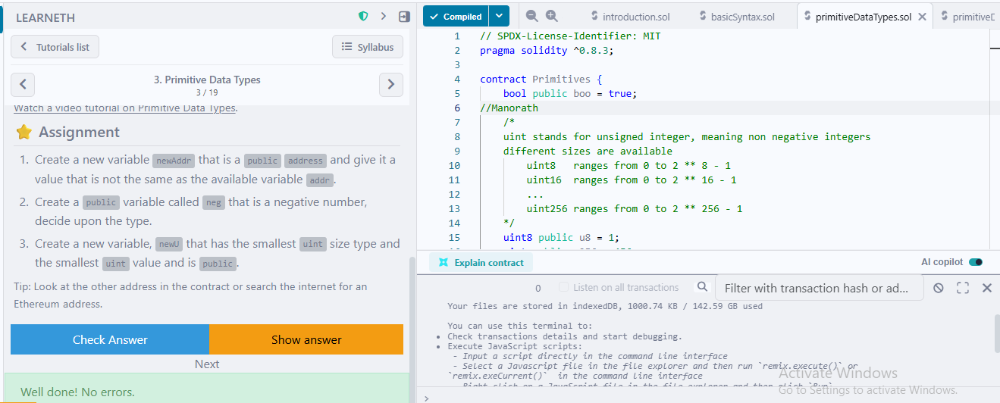 LEARNETH
Tutorials list
Syllabus
3. Primitive Data Types
3 / 19
Watch a video tutorial on Primitive Data Types.
Assignment
1. Create a new variable newAddr that is a public address and give it a
value that is not the same as the available variable addr.
2. Create a public variable called neg that is a negative number,
decide upon the type.
3. Create a new variable, newU that has the smallest uint size type and
the smallest uint value and is public.
Tip: Look at the other address in the contract or search the internet for an
Ethereum address.
Check Answer
Show answer
Next
Well done! No errors.
Compiled
introduction.sol
basicSyntax.sol
primitiveDataTypes.sol
1 // SPDX-License-Identifier: MIT
2 pragma solidity ^0.8.3;
3
4 contract Primitives {
5 bool public boo = true;
6 //Manorath
7 /*
8 uint stands for unsigned integer, meaning non negative integers
9 different sizes are available
10 uint8 ranges from 0 to 2 ** 8 - 1
11 uint16 ranges from 0 to 2 ** 16 - 1
12 ...
13 uint256 ranges from 0 to 2 ** 256 - 1
14 */
15 uint8 public u8 = 1;
Explain contract
AI copilot
0
Listen on all transactions
Filter with transaction hash or ad...
Your files are stored in indexedDB, 1000.74 KB / 142.59 GB used
You can use this terminal to:
• Check transactions details and start debugging.
• Execute JavaScript scripts:
- Input a script directly in the command line interface
- Select a Javascript file in the file explorer and then run `remix.execute()` or
`remix.exeCurrent()` in the command line interface
- Right click on a JavaScript file in the file explorer and then click `Run`
>
Activate Windows
Go to Settings to activate Windows.